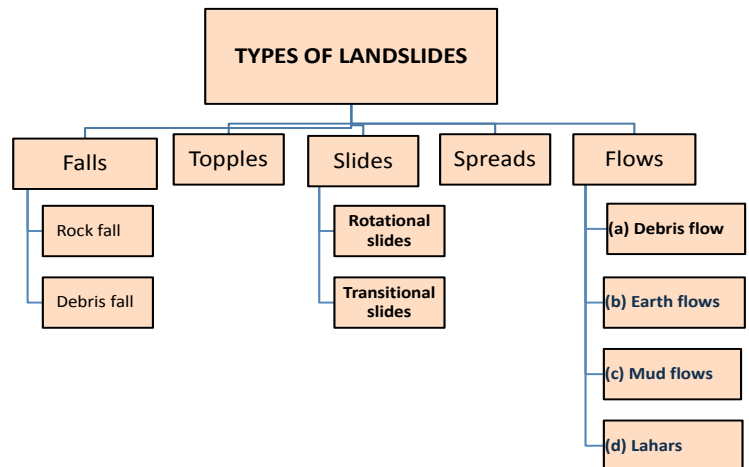 TYPES OF LANDSLIDES
Falls
Topples
Slides
Spreads
Flows
Rock fall
Debris fall
Rotational
slides
Transitional
slides
(a) Debris flow
(b) Earth flows
(c) Mud flows
(d) Lahars